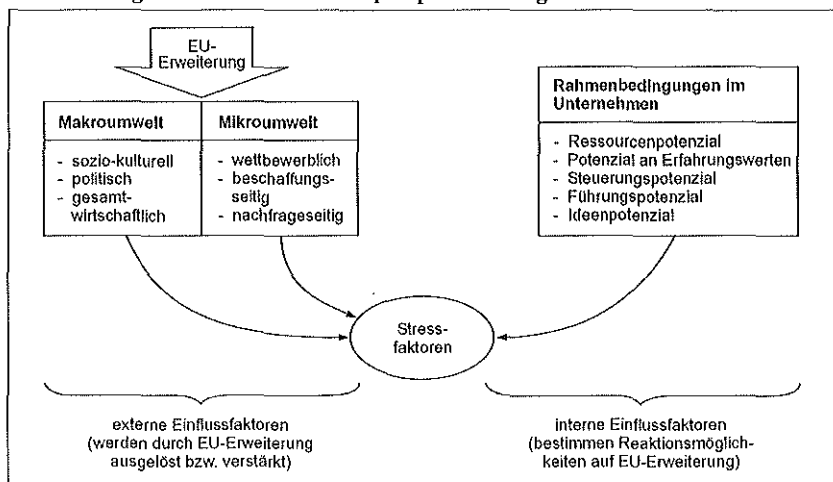 EU-
Erweiterung
Makroumwelt
- sozio-kulturell
- politisch
- gesamt-
wirtschaftlich
Mikroumwelt
- wettbewerblich
- beschaffungs-
seitig
- nachfrageseitig
Rahmenbedingungen im
Unternehmen
- Ressourcenpotenzial
- Potenzial an Erfahrungswerten
- Steuerungspotenzial
- Führungspotenzial
- Ideenpotenzial
Stress-
faktoren
externe Einflussfaktoren
(werden durch EU-Erweiterung
ausgelöst bzw. verstärkt)
interne Einflussfaktoren
(bestimmen Reaktionsmöglich-
keiten auf EU-Erweiterung)